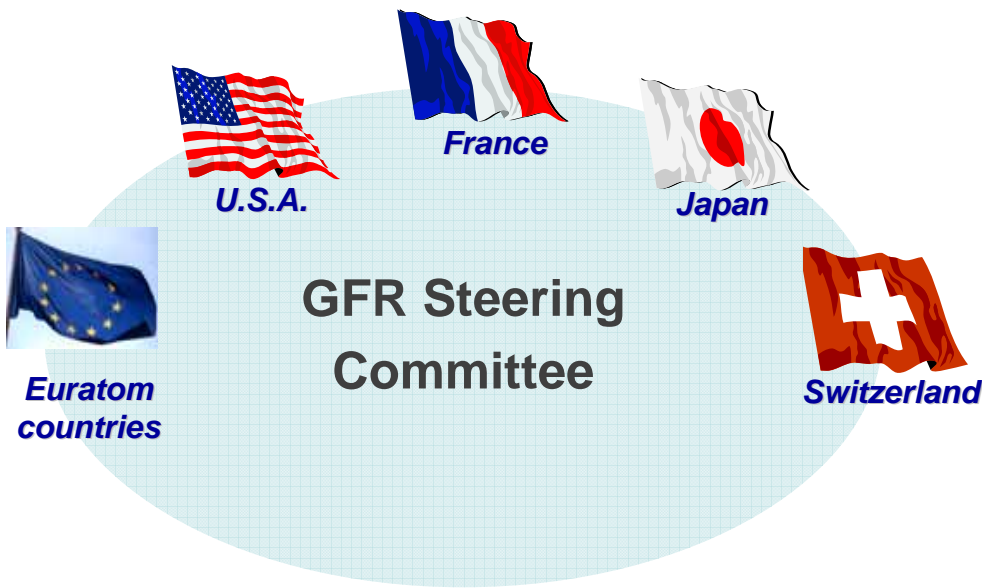 France
U.S.A.
Japan
GFR Steering
Committee
Euratom
countries
Switzerland